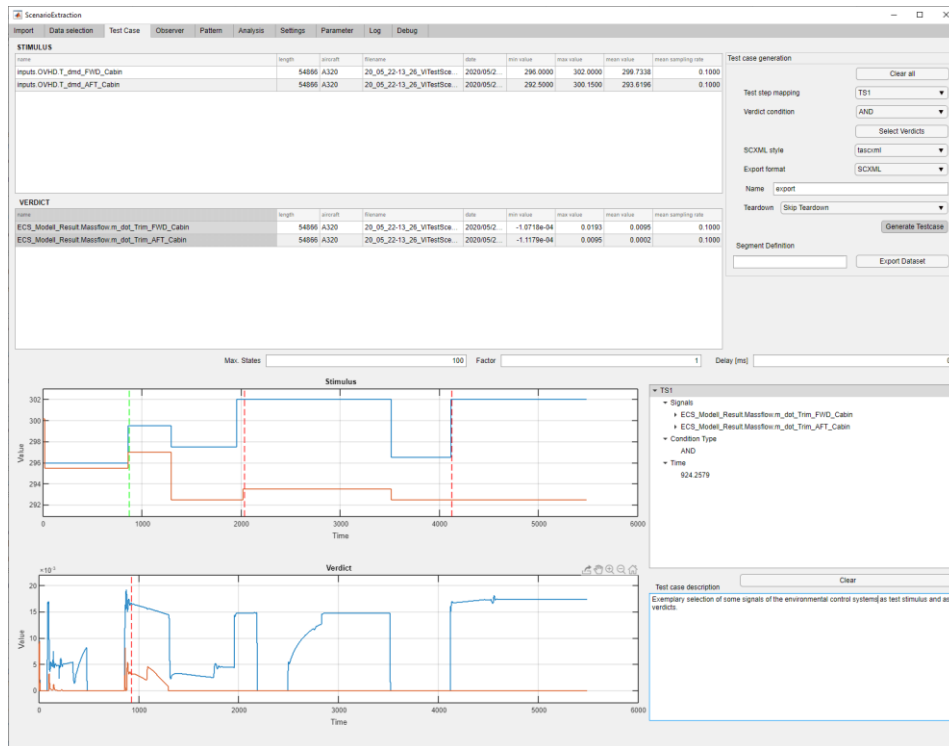 ScenarioExtraction
Import Data selection Test Case Observer Pattern Analysis Settings Parameter Log Debug
STIMULUS
name length aircraft filename date min value max value mean value mean sampling rate
inputs.OVHD.T_dmd_FWD_Cabin 54866 A320 20_05_22-13_26_ViTestSce... 2020/05/2... 296.0000 302.0000 299.7338 0.1000
inputs.OVHD.T_dmd_AFT_Cabin 54866 A320 20_05_22-13_26_ViTestSce... 2020/05/2... 292.5000 300.1500 293.6196 0.1000
VERDICT
name length aircraft filename date min value max value mean value mean sampling rate
ECS_Modell_Result.Massflow.m_dot_Trim_FWD_Cabin 54866 A320 20_05_22-13_26_ViTestSce... 2020/05/2... -1.0718e-04 0.0193 0.0095 0.1000
ECS_Modell_Result.Massflow.m_dot_Trim_AFT_Cabin 54866 A320 20_05_22-13_26_ViTestSce... 2020/05/2... -1.1179e-04 0.0095 0.0002 0.1000
Test case generation
Clear all
Test step mapping TS1
Verdict condition AND
Select Verdicts
SCXML style tascxml
Export format SCXML
Name export
Teardown Skip Teardown
Generate Testcase
Segment Definition
Export Dataset
Max. States 100 Factor 1 Delay [ms] 0
Stimulus
302
300
298
296
294
292
Value
0 1000 2000 3000 4000 5000 6000
Time
TS1
Signals
ECS_Modell_Result.Massflow.m_dot_Trim_FWD_Cabin
ECS_Modell_Result.Massflow.m_dot_Trim_AFT_Cabin
Condition Type
AND
Time
924.2579
Verdict
20
15
10
5
0
Value
0 1000 2000 3000 4000 5000 6000
Time
Clear
Test case description
Exemplary selection of some signals of the environmental control systems as test stimulus and as
verdicts.